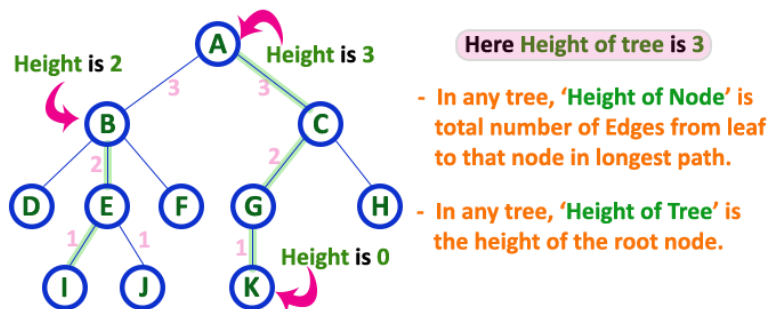 A
Height is 3
Here Height of tree is 3
Height is 2
3
3
- In any tree, ‘Height of Node’ is
total number of Edges from leaf
to that node in longest path.
B
C
2
2
D
E
F
G
H
- In any tree, ‘Height of Tree’ is
the height of the root node.
1
1
1
Height is 0
I
J
K